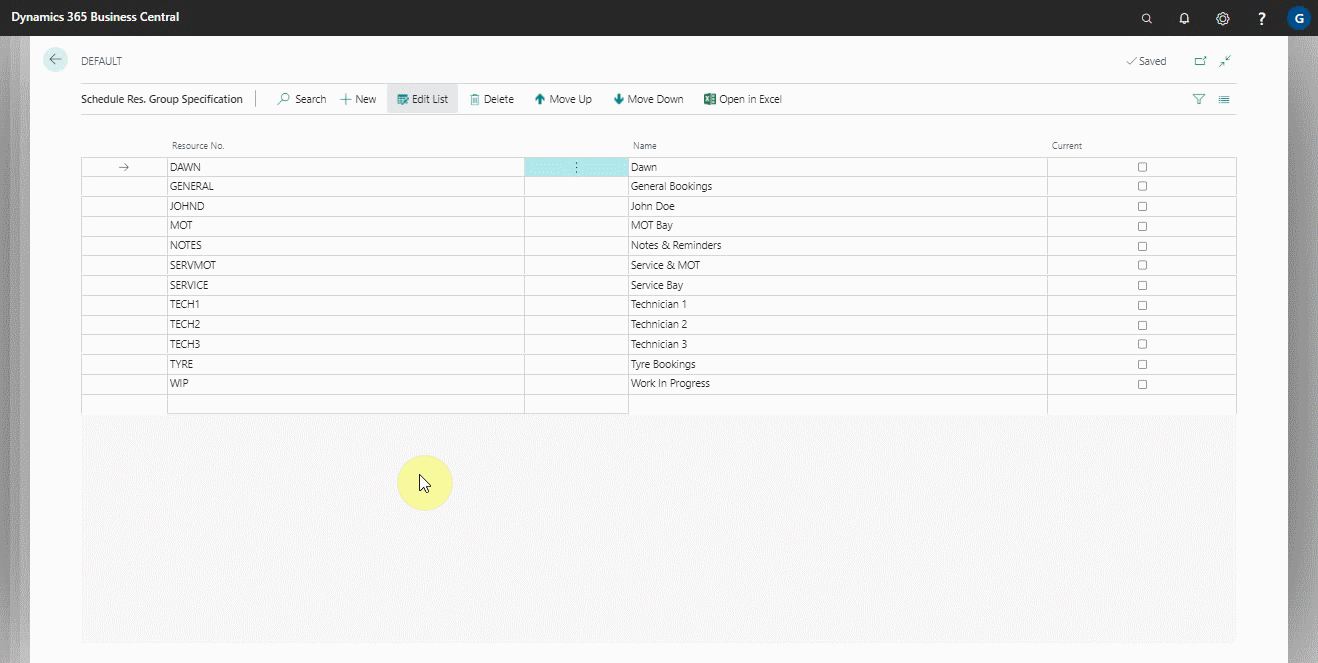 Dynamics 365 Business Central
? G
DEFAULT Saved
Schedule Res. Group Specification Search New Edit List Delete Move Up Move Down Open in Excel
Resource No. Name Current
DAWN Dawn
GENERAL General Bookings
JOHND John Doe
MOT MOT Bay
NOTES Notes & Reminders
SERVMOT Service & MOT
SERVICE Service Bay
TECH1 Technician 1
TECH2 Technician 2
TECH3 Technician 3
TYRE Tyre Bookings
WIP Work In Progress